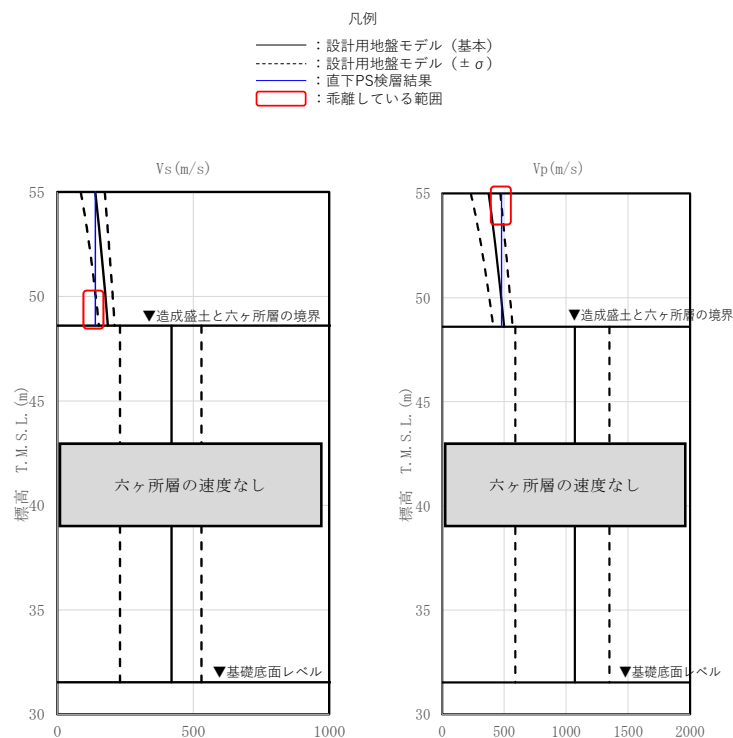 凡例
：設計用地盤モデル（基本）
：設計用地盤モデル（±σ）
：直下PS検層結果
：乖離している範囲
Vs(m/s)
55
50
45
40
35
30
標高 T.M.S.L.(m)
▼造成盛土と六ヶ所層の境界
六ヶ所層の速度なし
▼基礎底面レベル
0 500 1000
Vp(m/s)
55
50
45
40
35
30
標高 T.M.S.L.(m)
▼造成盛土と六ヶ所層の境界
六ヶ所層の速度なし
▼基礎底面レベル
0 500 1000 1500 2000